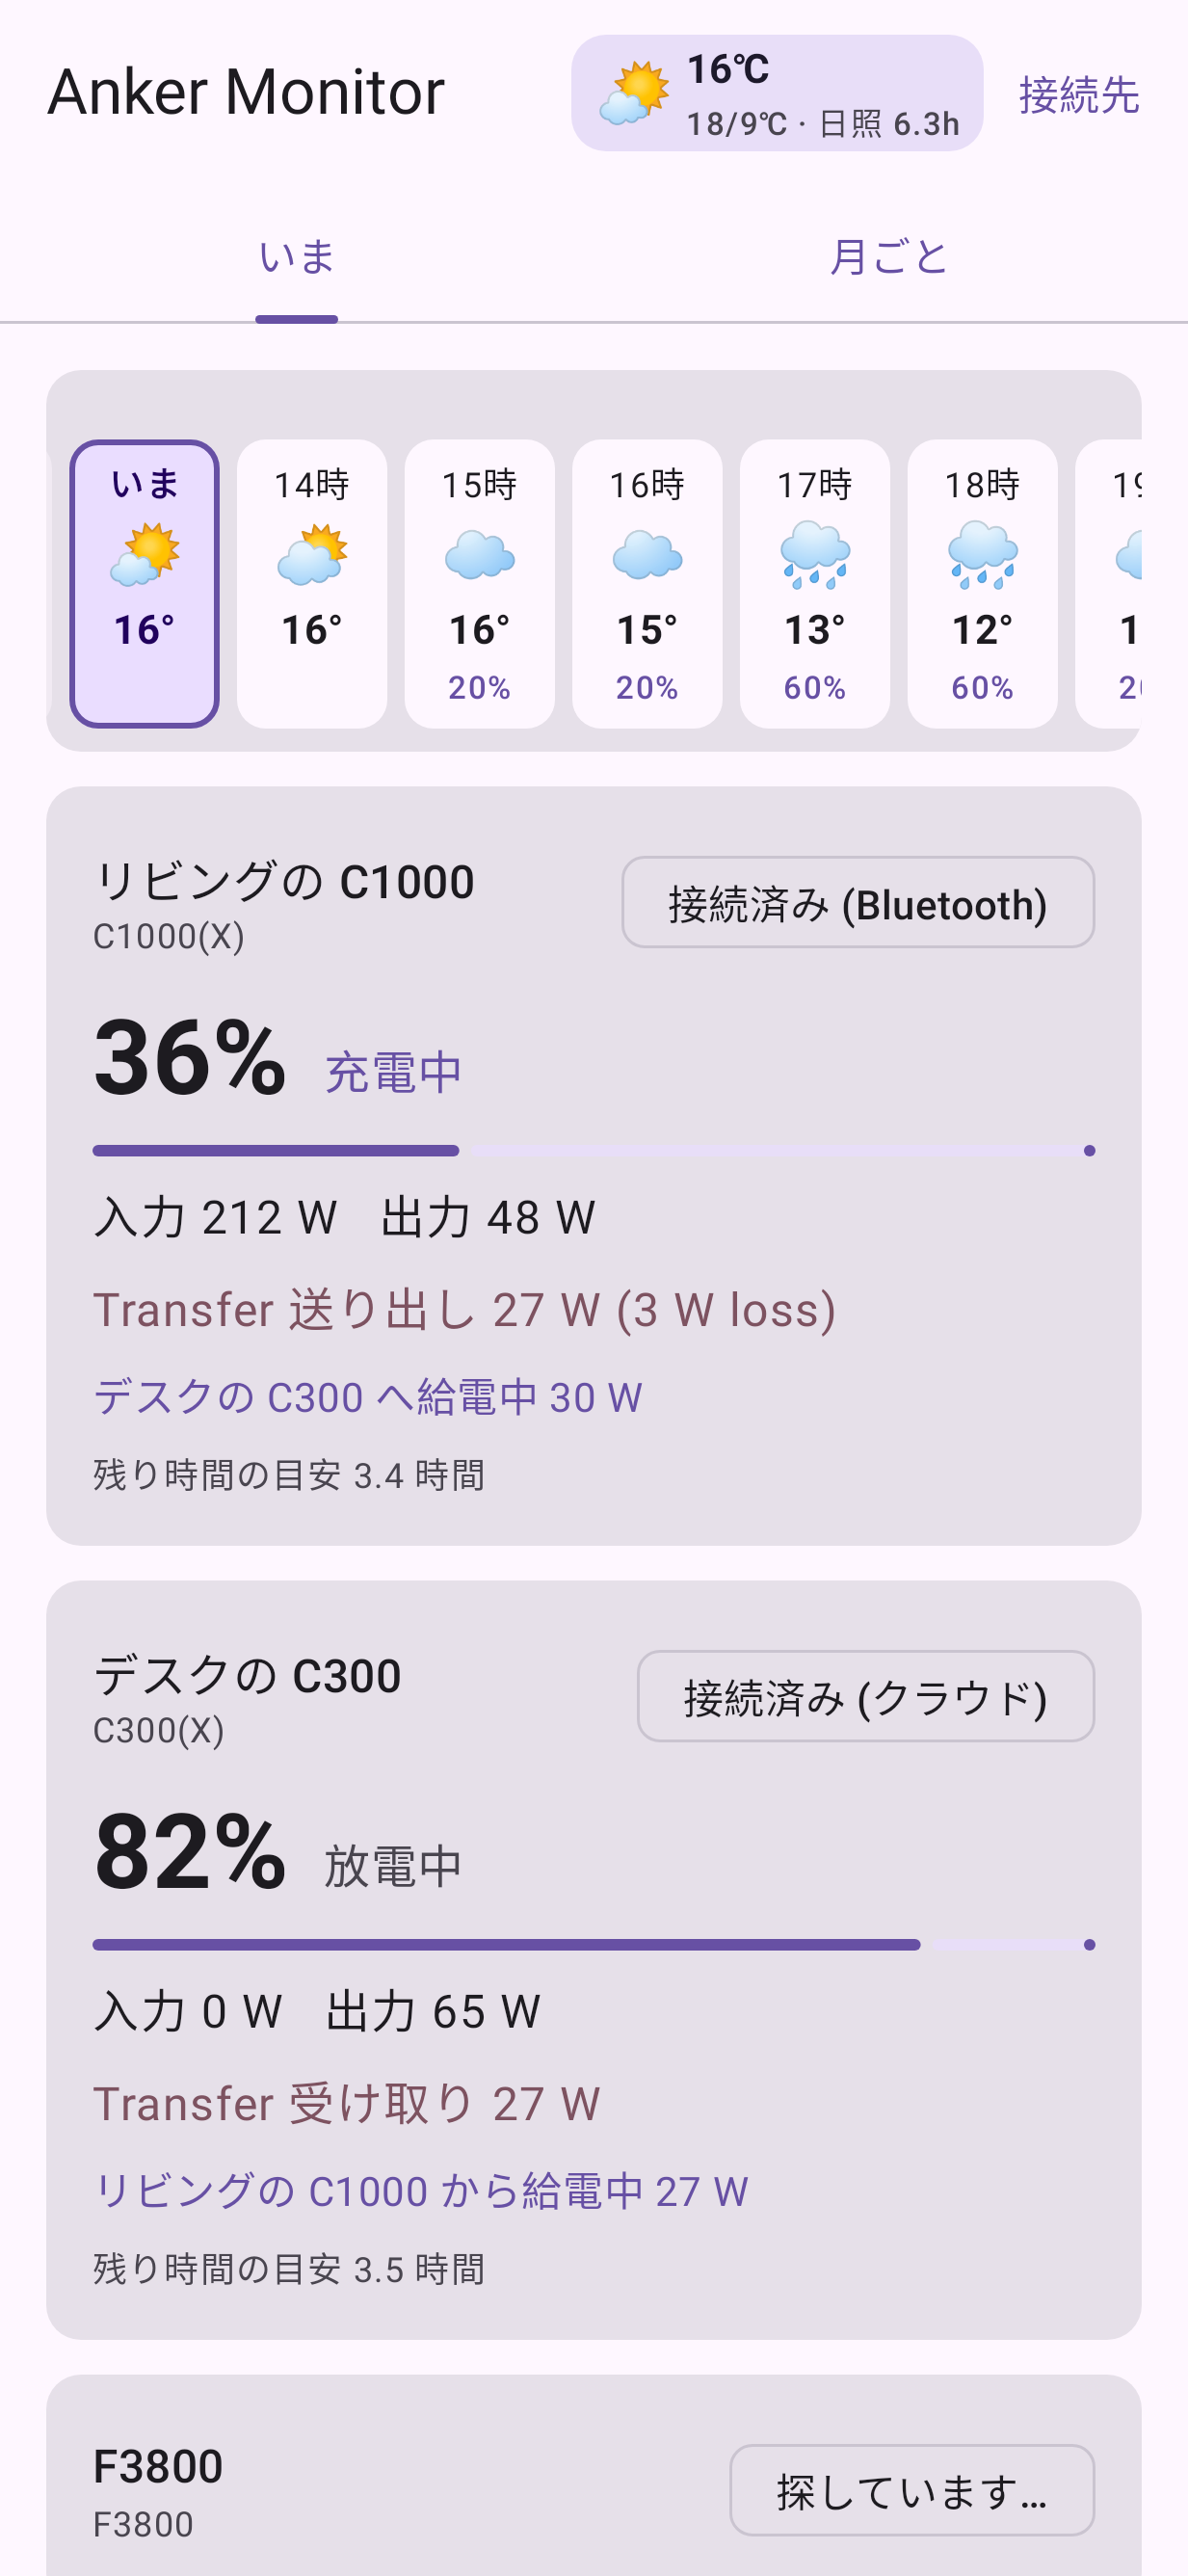 Anker Monitor
16℃
18/9℃ · 日照 6.3h
接続先
いま
月ごと
いま
16°
14時
16°
15時
16°
20%
16時
15°
20%
17時
13°
60%
18時
12°
60%
リビングの C1000
C1000(X)
接続済み (Bluetooth)
36% 充電中
入力 212 W 出力 48 W
Transfer 送り出し 27 W (3 W loss)
デスクの C300 へ給電中 30 W
残り時間の目安 3.4 時間
デスクの C300
C300(X)
接続済み (クラウド)
82% 放電中
入力 0 W 出力 65 W
Transfer 受け取り 27 W
リビングの C1000 から給電中 27 W
残り時間の目安 3.5 時間
F3800
F3800
探しています…